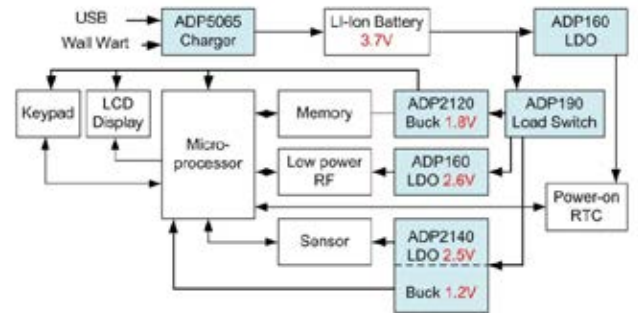 USB
Wall Wart
ADP5065
Charger
Li-Ion Battery
3.7V
ADP160
LDO
Keypad
LCD
Display
Micro-
processor
Memory
ADP2120
Buck 1.8V
ADP190
Load Switch
Low power
RF
ADP160
LDO 2.6V
Power-on
RTC
Sensor
ADP2140
LDO 2.5V
Buck 1.2V